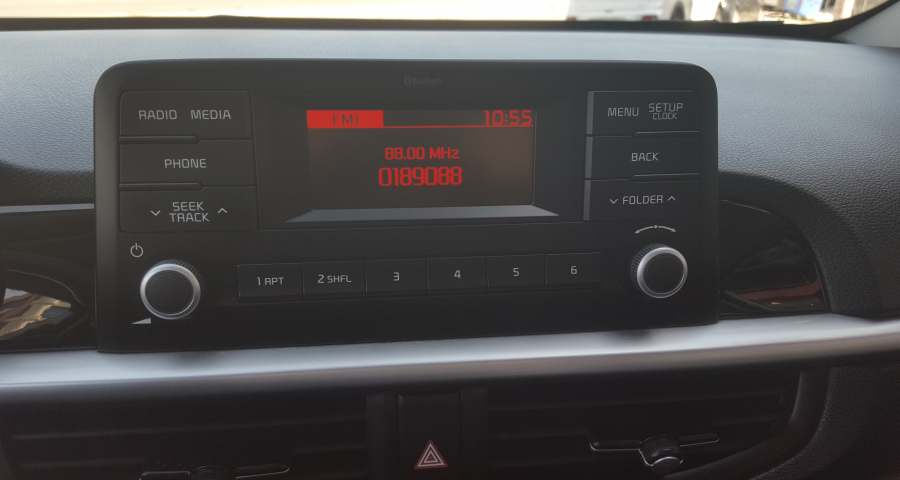 Bluetooth
RADIO MEDIA
FM1
10:55
MENU
SETUP
CLOCK
PHONE
88.00 MHz
BACK
0189088
SEEK
TRACK
FOLDER
1 RPT
2 SHFL
3
4
5
6